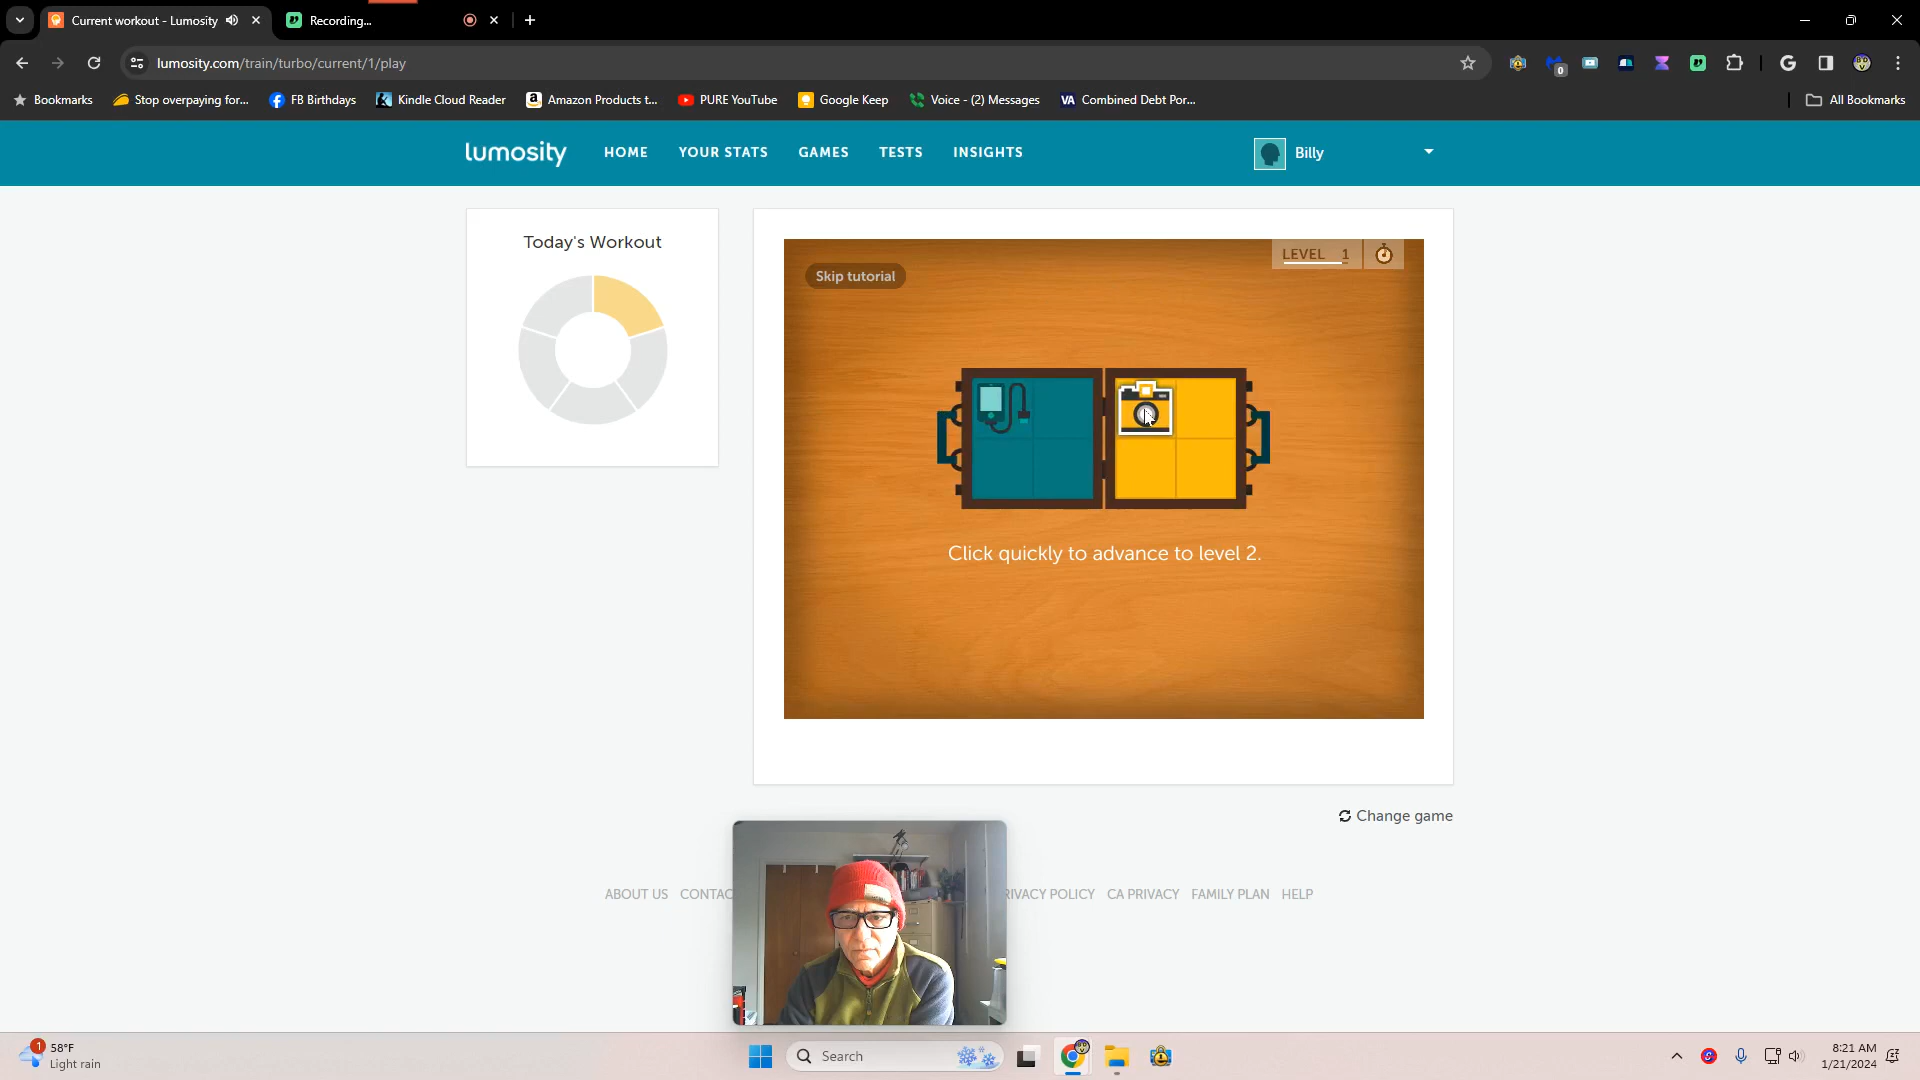 Current workout - Lumosity
Recording...
lumosity.com/train/turbo/current/1/play
0
Bookmarks
Stop overpaying for...
FB Birthdays
Kindle Cloud Reader
Amazon Products t...
PURE YouTube
Google Keep
Voice - (2) Messages
VA Combined Debt Por...
All Bookmarks
lumosity
HOME
YOUR STATS
GAMES
TESTS
INSIGHTS
Billy
Today's Workout
Skip tutorial
LEVEL 1
Click quickly to advance to level 2.
Change game
ABOUT US
CONTAC
RIVACY POLICY
CA PRIVACY
FAMILY PLAN
HELP
1
58°F
Light rain
Search
8:21 AM
1/21/2024